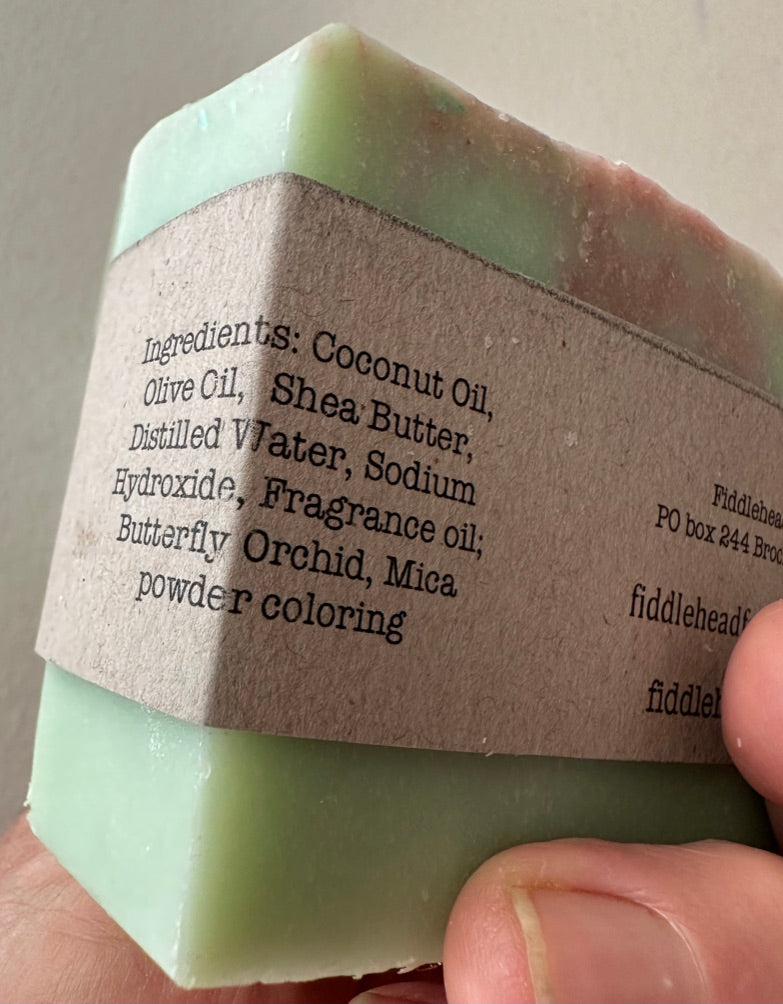 Ingredients: Coconut Oil,
Olive Oil, Shea Butter,
Distilled Water, Sodium
Hydroxide, Fragrance oil;
Butterfly Orchid, Mica
powder coloring
PO box 244